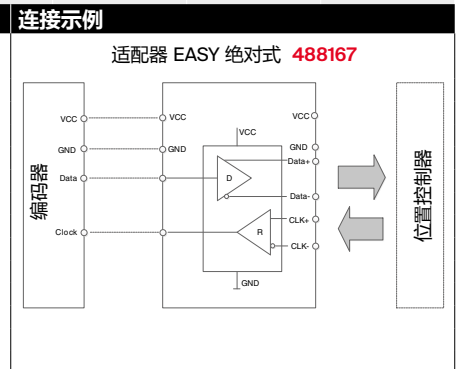 连接示例
适配器 EASY 绝对式 488167
编码器
VCC
GND
Data
Clock
VCC
GND
VCC
D
R
GND
VCC
GND
Data+
Data-
CLK+
CLK-
位置控制器